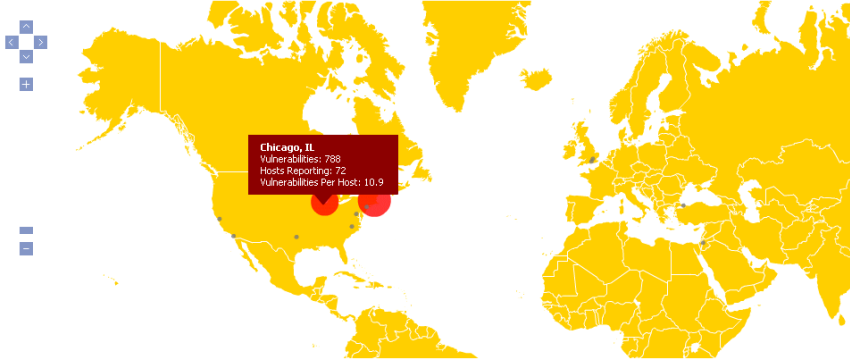 Chicago, IL
Vulnerabilities: 788
Hosts Reporting: 72
Vulnerabilities Per Host: 10.9